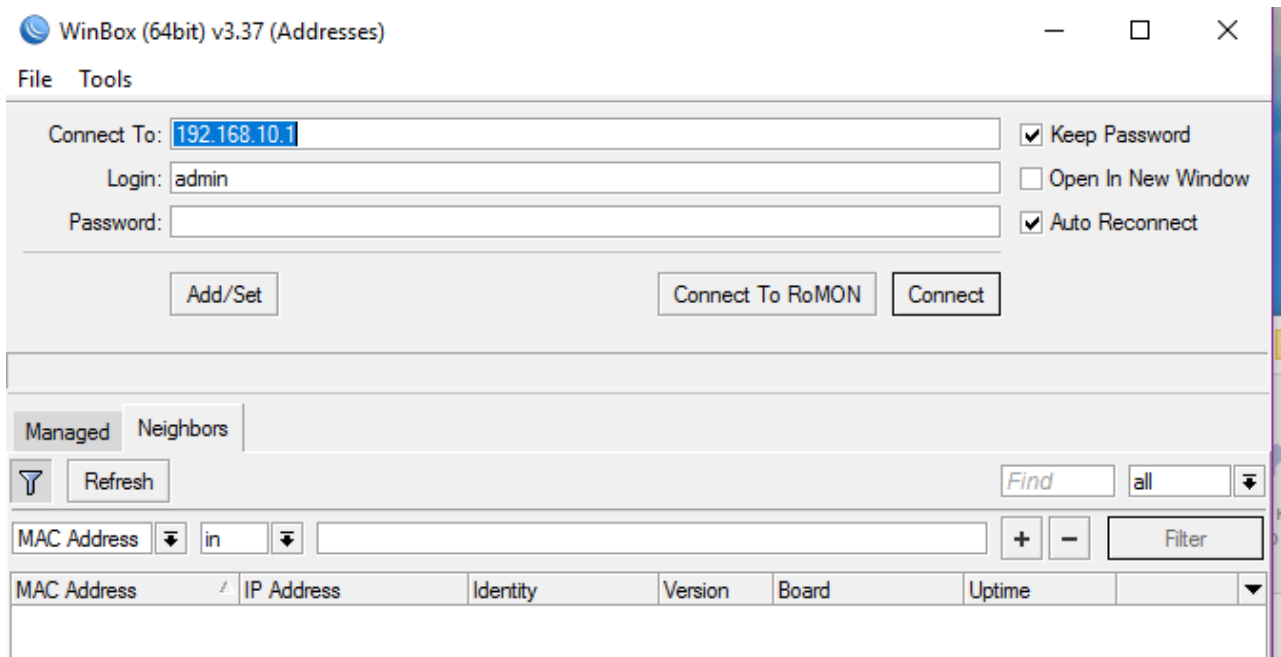 WinBox (64bit) v3.37 (Addresses)
File Tools
Connect To: 192.168.10.1 Keep Password
Login: admin Open In New Window
Password: Auto Reconnect
Add/Set Connect To RoMON Connect
Managed Neighbors
Refresh Find all
MAC Address in + − Filter
MAC Address IP Address Identity Version Board Uptime